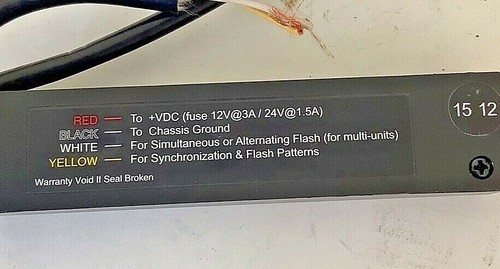 RED — To +VDC (fuse 12V@3A / 24V@1.5A)
BLACK — To Chassis Ground
WHITE — For Simultaneous or Alternating Flash (for multi-units)
YELLOW — For Synchronization & Flash Patterns
Warranty Void If Seal Broken
15 12